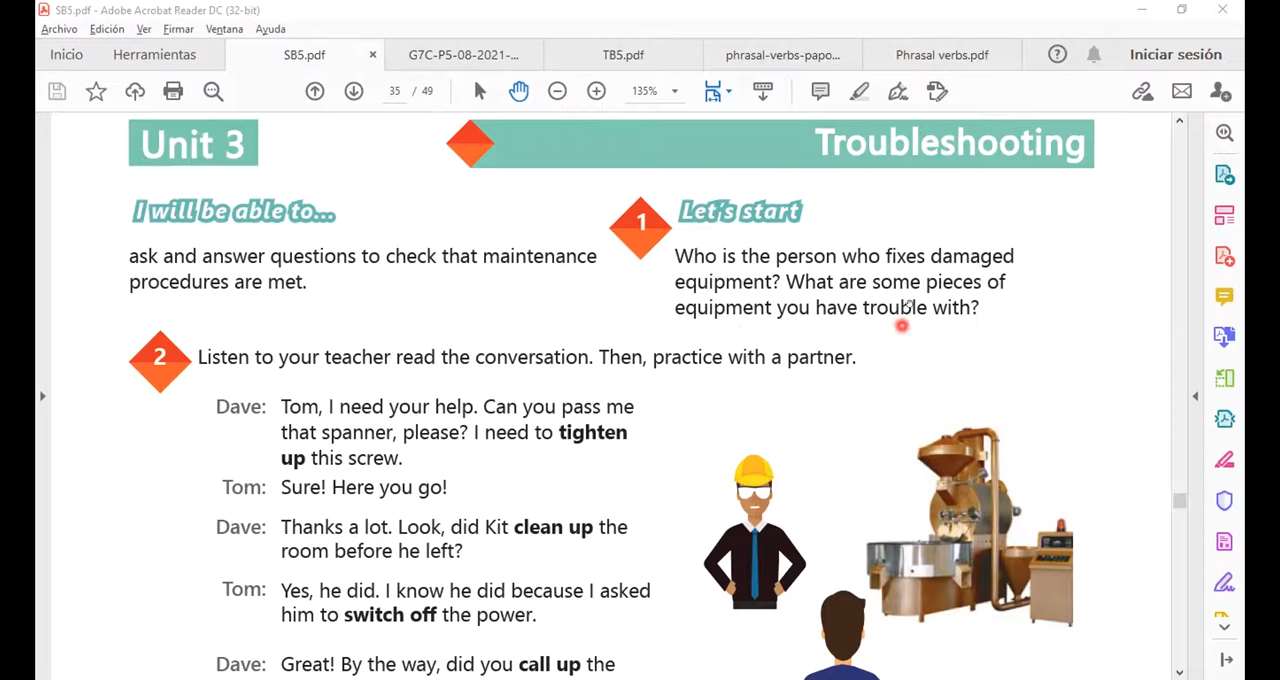 SB5.pdf - Adobe Acrobat Reader DC (32-bit)
Archivo Edición Ver Firmar Ventana Ayuda
Inicio Herramientas SB5.pdf G7C-P5-08-2021-... TB5.pdf phrasal-verbs-papo... Phrasal verbs.pdf Iniciar sesión
35 / 49 135%
Unit 3
Troubleshooting
I will be able to...
ask and answer questions to check that maintenance
procedures are met.
1
Let's start
Who is the person who fixes damaged
equipment? What are some pieces of
equipment you have trouble with?
2
Listen to your teacher read the conversation. Then, practice with a partner.
Dave: Tom, I need your help. Can you pass me
that spanner, please? I need to tighten
up this screw.
Tom: Sure! Here you go!
Dave: Thanks a lot. Look, did Kit clean up the
room before he left?
Tom: Yes, he did. I know he did because I asked
him to switch off the power.
Dave: Great! By the way, did you call up the